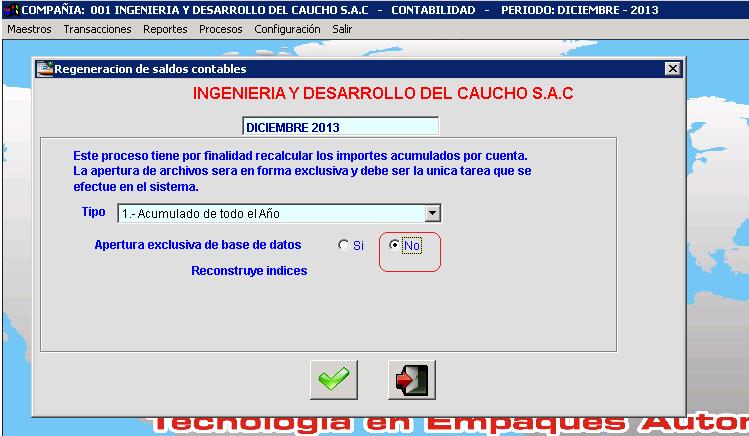 COMPAÑIA: 001 INGENIERIA Y DESARROLLO DEL CAUCHO S.A.C - CONTABILIDAD - PERIODO: DICIEMBRE - 2013
Maestros Transacciones Reportes Procesos Configuración Salir
Regeneracion de saldos contables
INGENIERIA Y DESARROLLO DEL CAUCHO S.A.C
DICIEMBRE 2013
Este proceso tiene por finalidad recalcular los importes acumulados por cuenta.
La apertura de archivos sera en forma exclusiva y debe ser la unica tarea que se
efectue en el sistema.
Tipo 1.- Acumulado de todo el Año
Apertura exclusiva de base de datos Si No
Reconstruye indices
Tecnología en Empaques Autor